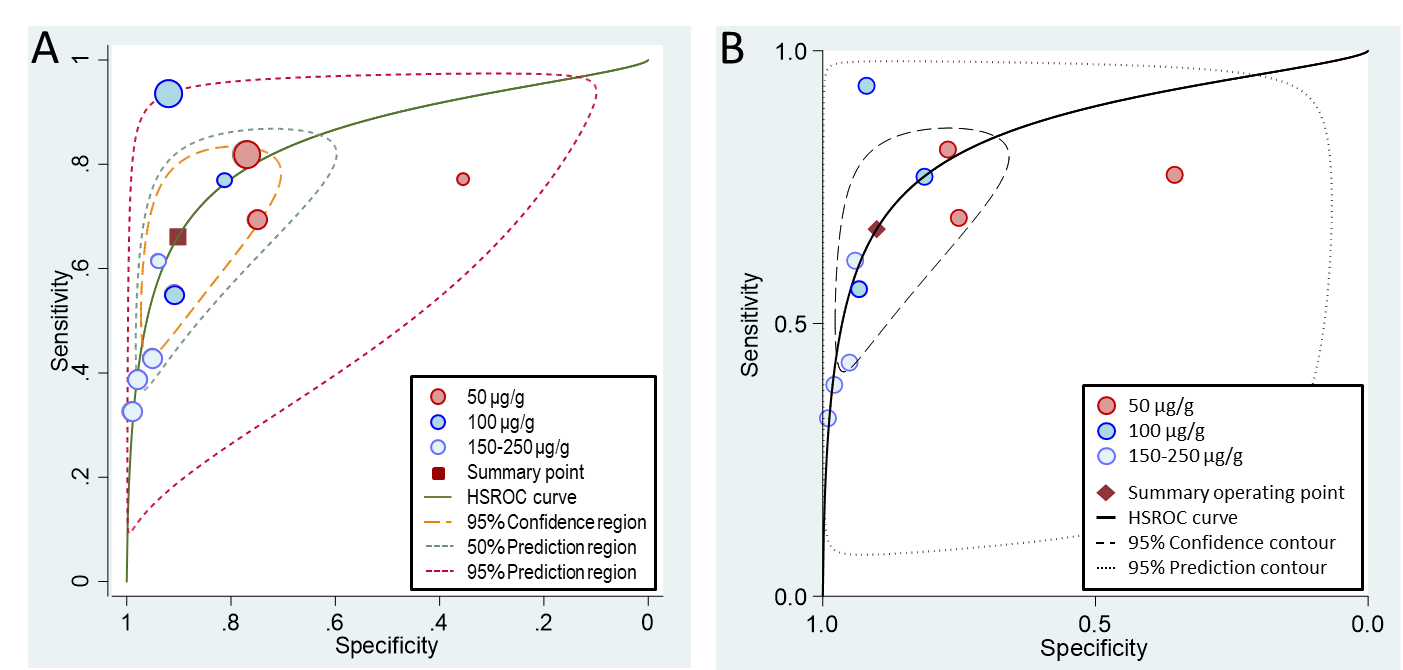 A
Sensitivity
1
.8
.6
.4
.2
0
1
.8
.6
.4
.2
0
Specificity
50 µg/g
100 µg/g
150-250 µg/g
Summary point
HSROC curve
95% Confidence region
50% Prediction region
95% Prediction region
B
Sensitivity
1.0
0.5
0.0
1.0
0.5
0.0
Specificity
50 µg/g
100 µg/g
150-250 µg/g
Summary operating point
HSROC curve
95% Confidence contour
95% Prediction contour